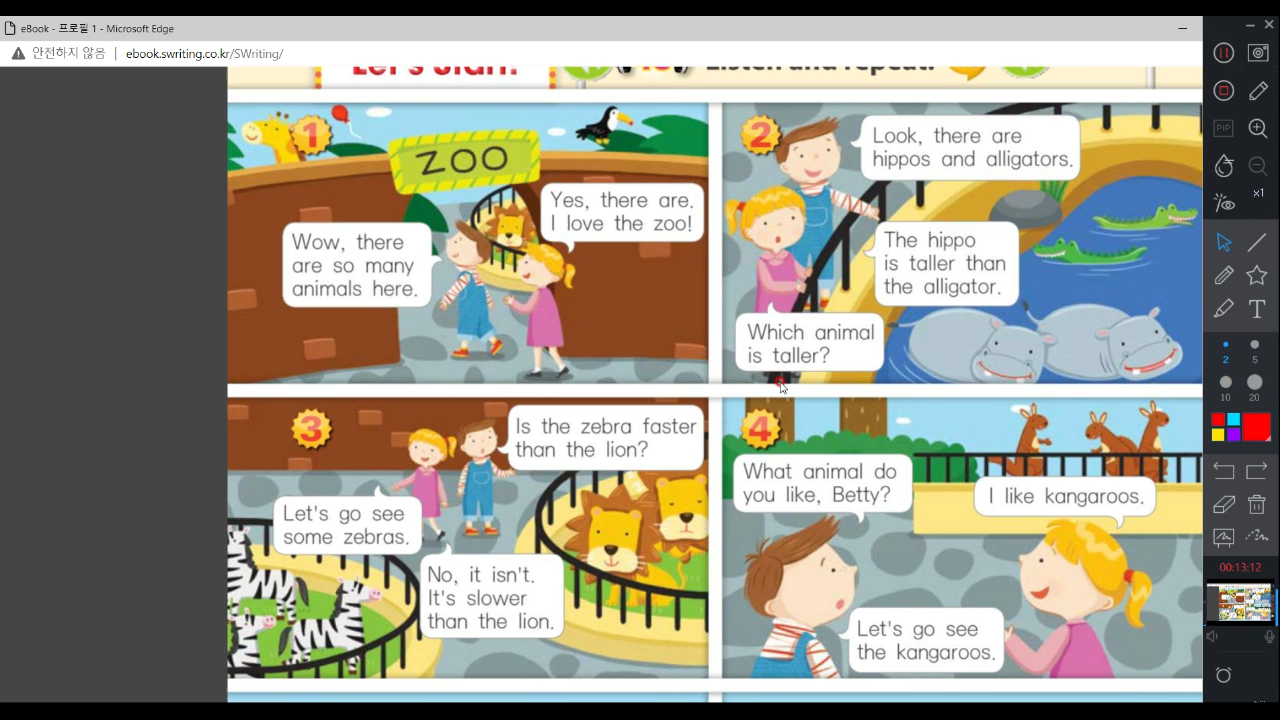 eBook - 프로필 1 - Microsoft Edge
안전하지 않음 | ebook.swriting.co.kr/SWriting/
Let's Start!
Listen and repeat.
1
ZOO
Wow, there
are so many
animals here.
Yes, there are.
I love the zoo!
2
Look, there are
hippos and alligators.
Which animal
is taller?
The hippo
is taller than
the alligator.
3
Let's go see
some zebras.
Is the zebra faster
than the lion?
No, it isn't.
It's slower
than the lion.
4
What animal do
you like, Betty?
I like kangaroos.
Let's go see
the kangaroos.
PIP
x1
2
5
10
20
00:13:12